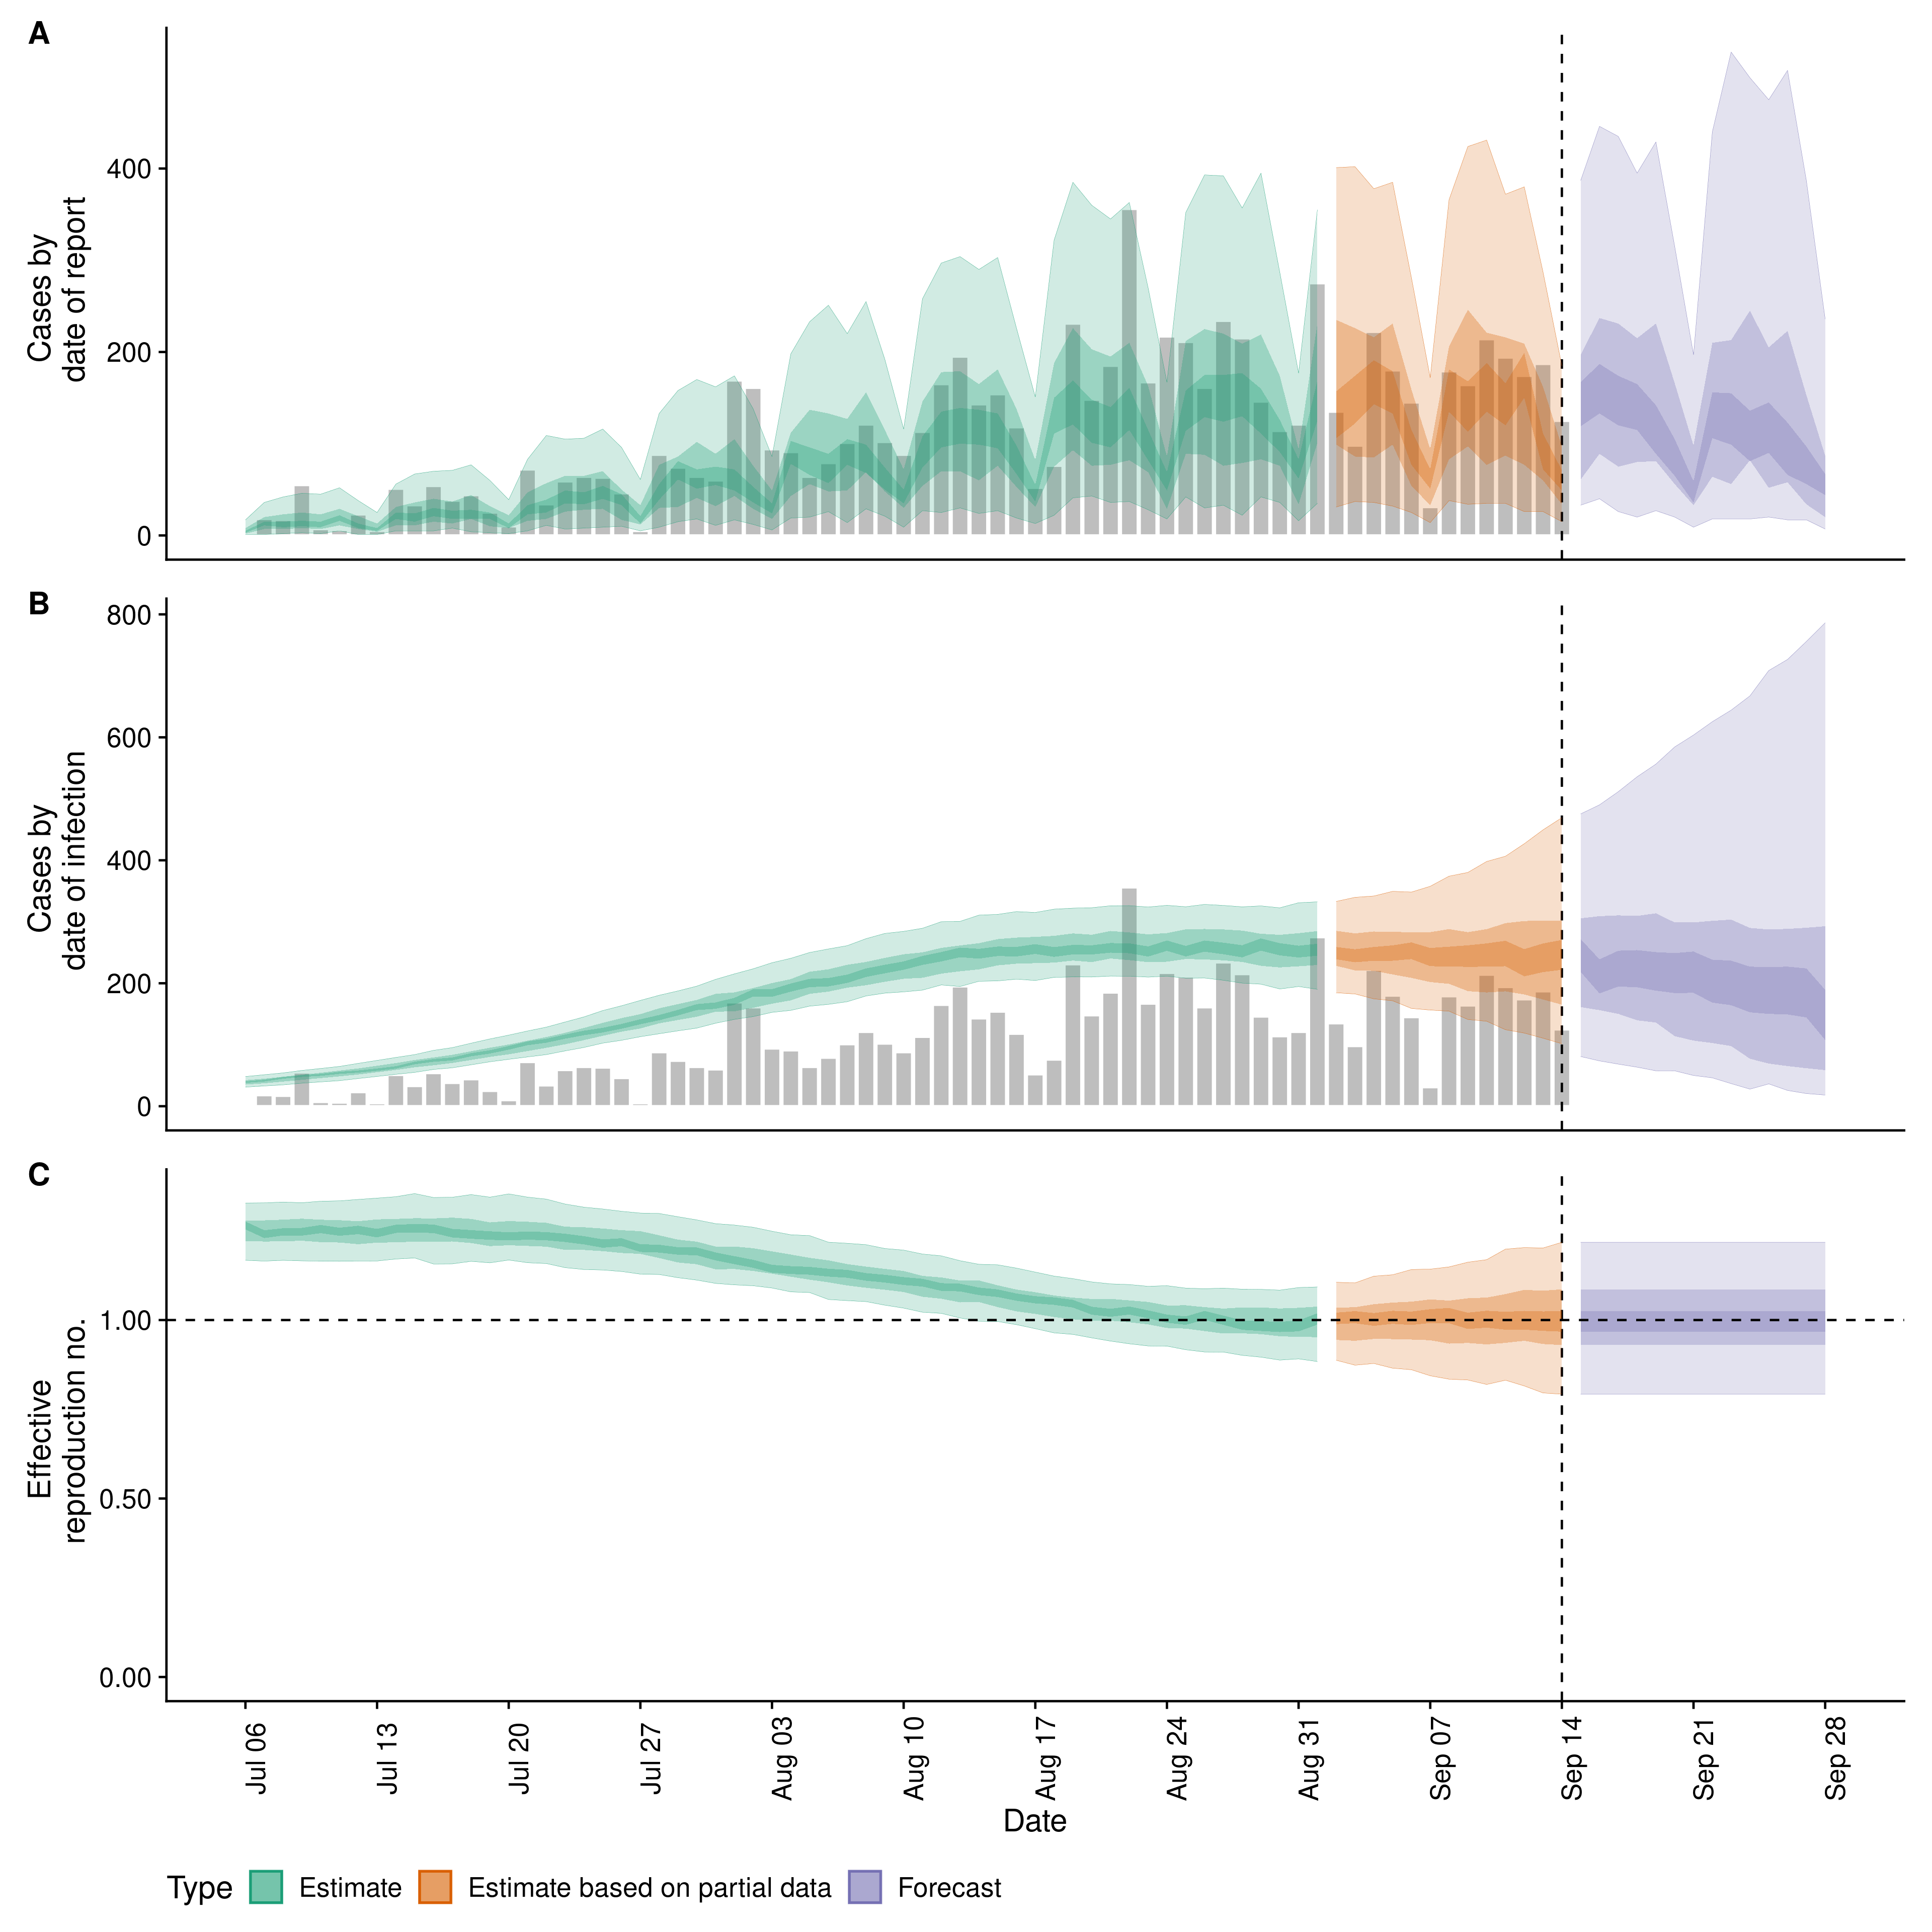 A
Cases by
date of report
400
200
0
B
Cases by
date of infection
800
600
400
200
0
C
Effective
reproduction no.
1.00
0.50
0.00
Jul 06
Jul 13
Jul 20
Jul 27
Aug 03
Aug 10
Aug 17
Aug 24
Aug 31
Sep 07
Sep 14
Sep 21
Sep 28
Date
Type Estimate Estimate based on partial data Forecast